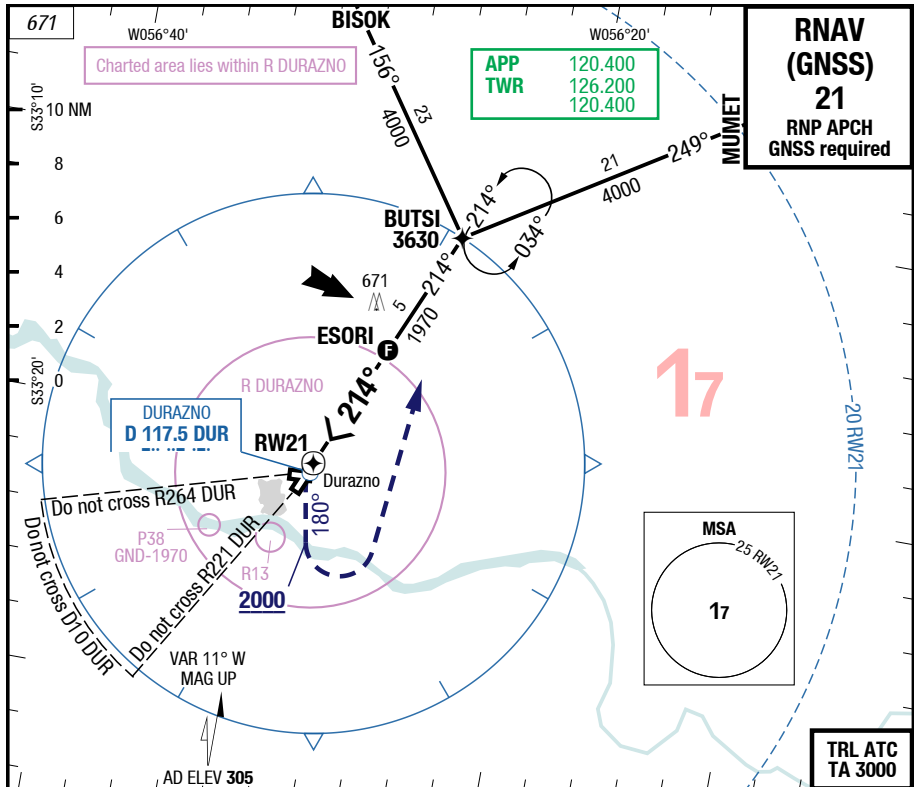 671
W056°40'
BISOK
W056°20'
RNAV
(GNSS)
21
RNP APCH
GNSS required
Charted area lies within R DURAZNO
APP 120.400
TWR 126.200
120.400
S33°10'
10 NM
156°
23
4000
MUMET
249°
21
4000
8
6
4
2
0
BUTSI
3630
214°
034°
214°
671
5
1970
ESORI
F
S33°20'
R DURAZNO
214°
17
20 RW21
DURAZNO
D 117.5 DUR
RW21
Durazno
Do not cross R264 DUR
180°
P38
GND-1970
R13
Do not cross R221 DUR
Do not cross D10 DUR
2000
MSA
25 RW21
17
VAR 11° W
MAG UP
AD ELEV 305
TRL ATC
TA 3000